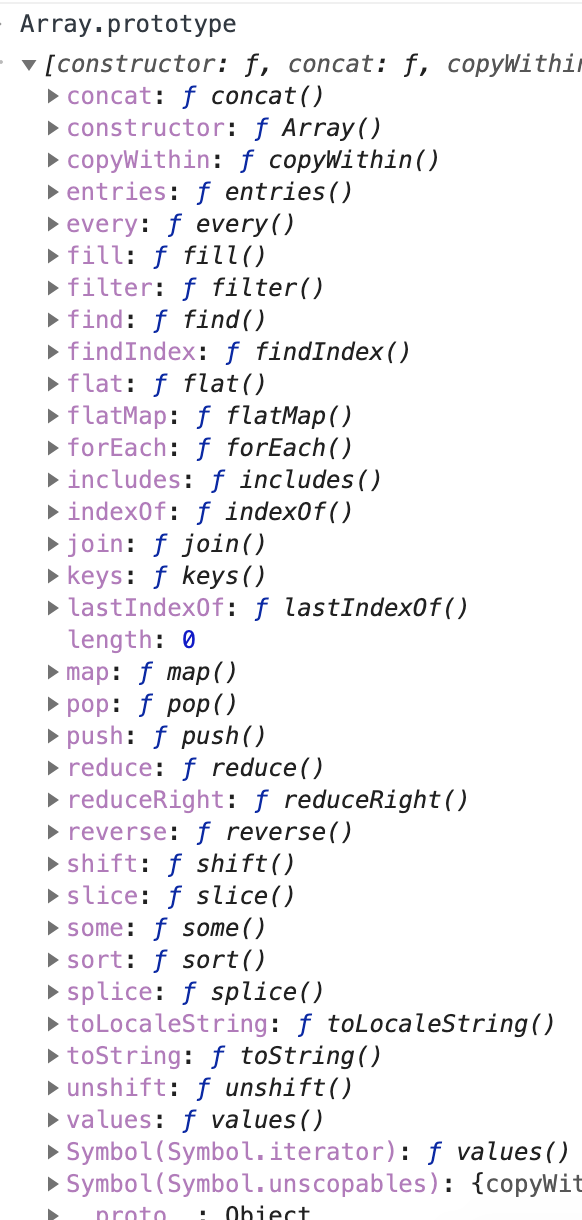 Array.prototype
[constructor: ƒ, concat: ƒ, copyWithin
concat: ƒ concat()
constructor: ƒ Array()
copyWithin: ƒ copyWithin()
entries: ƒ entries()
every: ƒ every()
fill: ƒ fill()
filter: ƒ filter()
find: ƒ find()
findIndex: ƒ findIndex()
flat: ƒ flat()
flatMap: ƒ flatMap()
forEach: ƒ forEach()
includes: ƒ includes()
indexOf: ƒ indexOf()
join: ƒ join()
keys: ƒ keys()
lastIndexOf: ƒ lastIndexOf()
length: 0
map: ƒ map()
pop: ƒ pop()
push: ƒ push()
reduce: ƒ reduce()
reduceRight: ƒ reduceRight()
reverse: ƒ reverse()
shift: ƒ shift()
slice: ƒ slice()
some: ƒ some()
sort: ƒ sort()
splice: ƒ splice()
toLocaleString: ƒ toLocaleString()
toString: ƒ toString()
unshift: ƒ unshift()
values: ƒ values()
Symbol(Symbol.iterator): ƒ values()
Symbol(Symbol.unscopables): {copyWit
__proto__: Object